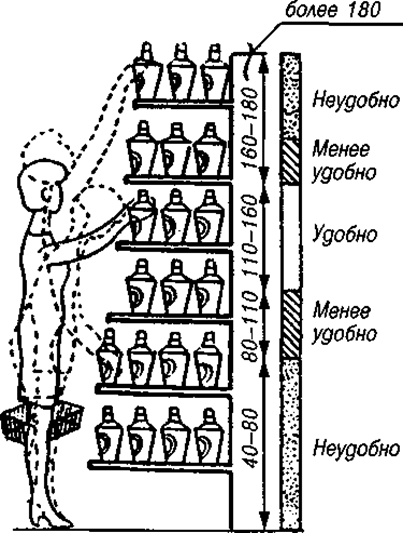 более 180
160–180
110–160
80–110
40–80
Неудобно
Менее
удобно
Удобно
Менее
удобно
Неудобно